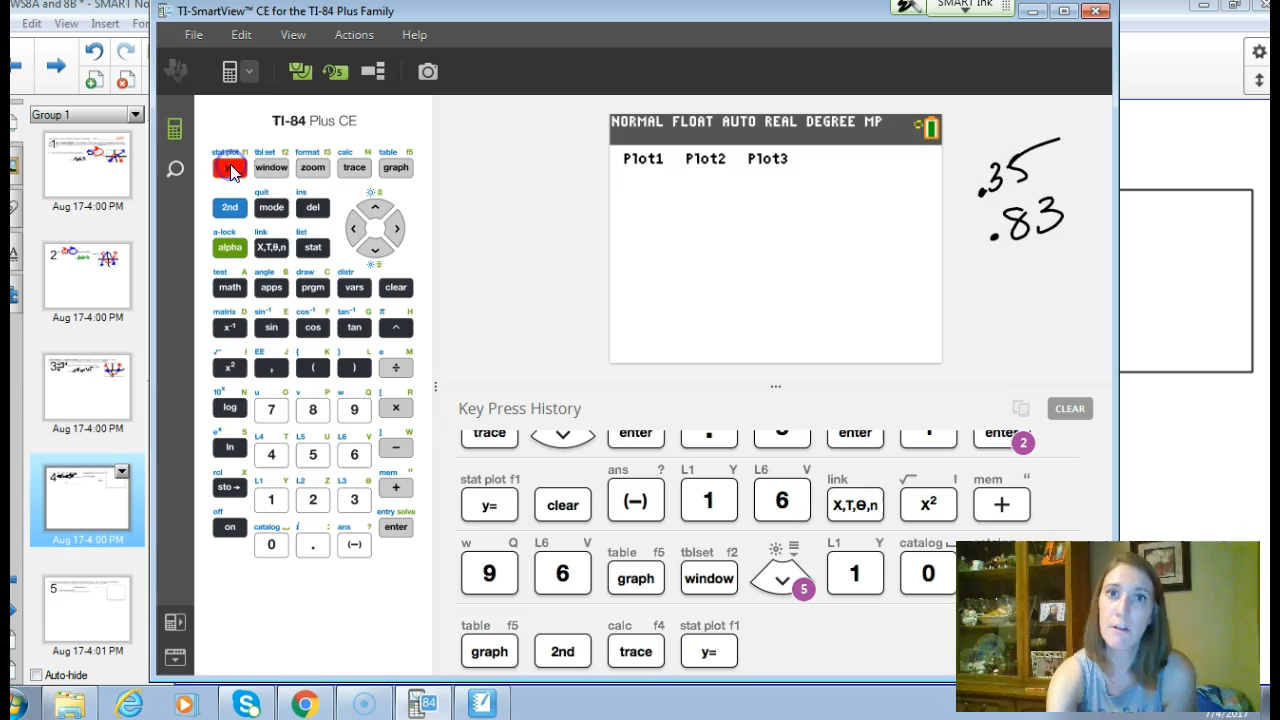 WS8A and 8B * - SMART No
TI-SmartView™ CE for the TI-84 Plus Family
SMART Ink
Edit View Insert
File Edit View Actions Help
Group 1
Aug 17-4:00 PM
Aug 17-4:00 PM
Aug 17-4:00 PM
Aug 17-4:00 PM
Aug 17-4:01 PM
Auto-hide
TI-84 Plus CE
stat plot f1 tbl set f2 format f3 calc f4 table f5
window zoom trace graph
quit ins
2nd mode del
a-lock link list
alpha X,T,θ,n stat
test A angle B draw C distr
math apps prgm vars clear
matrix D sin⁻¹ E cos⁻¹ F tan⁻¹ G π H
x⁻¹ sin cos tan ^
√ I EE J { K } L e M
x² , ( ) ÷
10ˣ N u O v P w Q [ R
log 7 8 9 ×
eˣ S L4 T L5 U L6 V ] W
ln 4 5 6 −
rcl X L1 Y L2 Z L3 θ mem "
sto→ 1 2 3 +
off catalog ⎵ i : ans ? entry solve
on 0 . (−) enter
NORMAL FLOAT AUTO REAL DEGREE MP
Plot1 Plot2 Plot3
.35
.83
Key Press History
CLEAR
trace enter . enter enter 2
stat plot f1 ans ? L1 Y L6 V link √ I mem "
y= clear (−) 1 6 X,T,θ,n x² +
w Q L6 V table f5 tblset f2 L1 Y catalog
9 6 graph window 5 1 0
table f5 calc f4 stat plot f1
graph 2nd trace y=
84
7/4/2017